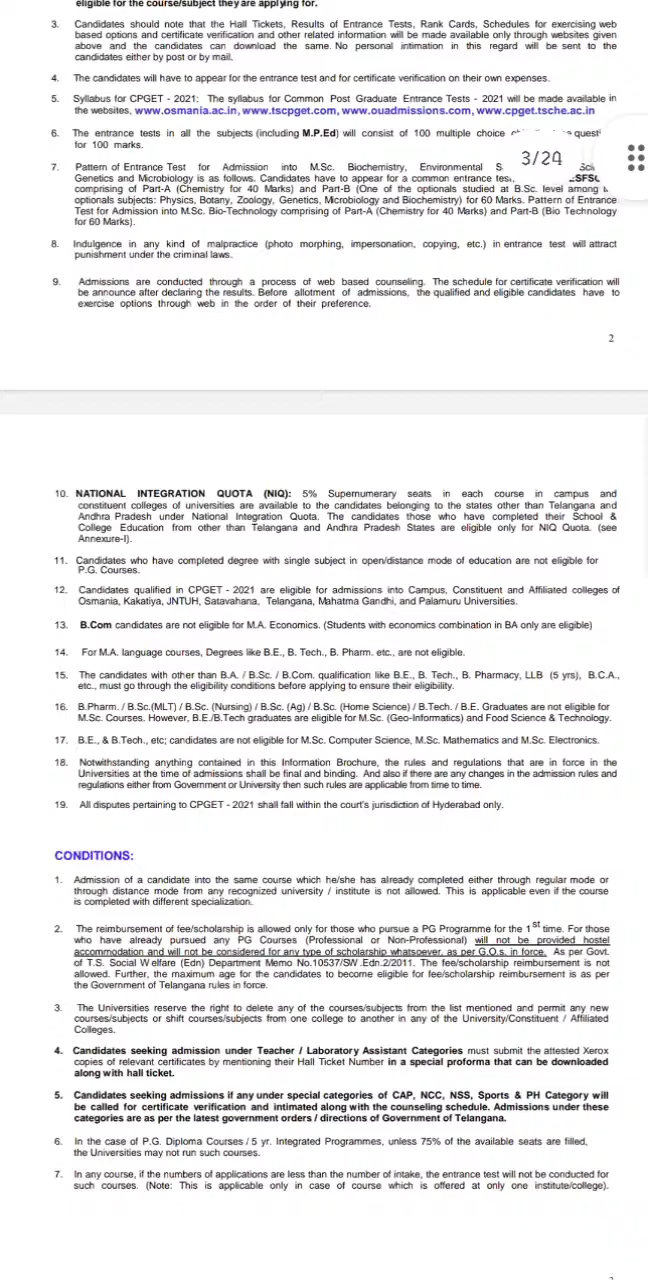 eligible for the course/subject they are applying for.
3. Candidates should note that the Hall Tickets, Results of Entrance Tests, Rank Cards, Schedules for exercising web
based options and certificate verification and other related information will be made available only through websites given
above and the candidates can download the same. No personal intimation in this regard will be sent to the
candidates either by post or by mail.
4. The candidates will have to appear for the entrance test and for certificate verification on their own expenses.
5. Syllabus for CPGET - 2021: The syllabus for Common Post Graduate Entrance Tests - 2021 will be made available in
the websites, www.osmania.ac.in, www.tscpget.com, www.ouadmissions.com, www.cpget.tsche.ac.in
6. The entrance tests in all the subjects (including M.P.Ed) will consist of 100 multiple choice
for 100 marks.
3/24
7. Pattern of Entrance Test for Admission into M.Sc. Biochemistry, Environmental
Genetics and Microbiology is as follows. Candidates have to appear for a common entrance
comprising of Part-A (Chemistry for 40 Marks) and Part-B (One of the optionals studied at B.Sc. level among
optionals subjects: Physics, Botany, Zoology, Genetics, Microbiology and Biochemistry) for 60 Marks. Pattern of Entrance
Test for Admission into M.Sc. Bio-Technology comprising of Part-A (Chemistry for 40 Marks) and Part-B (Bio Technology
for 60 Marks).
8. Indulgence in any kind of malpractice (photo morphing, impersonation, copying, etc.) in entrance test will attract
punishment under the criminal laws.
9. Admissions are conducted through a process of web based counseling. The schedule for certificate verification will
be announce after declaring the results. Before allotment of admissions, the qualified and eligible candidates have to
exercise options through web in the order of their preference.
2
10. NATIONAL INTEGRATION QUOTA (NIQ): 5% Supernumerary seats in each course in campus and
constituent colleges of universities are available to the candidates belonging to the states other than Telangana and
Andhra Pradesh under National Integration Quota. The candidates those who have completed their School &
College Education from other than Telangana and Andhra Pradesh States are eligible only for NIQ Quota. (see
Annexure-I).
11. Candidates who have completed degree with single subject in open/distance mode of education are not eligible for
P.G. Courses.
12. Candidates qualified in CPGET - 2021 are eligible for admissions into Campus, Constituent and Affiliated colleges of
Osmania, Kakatiya, JNTUH, Satavahana, Telangana, Mahatma Gandhi, and Palamuru Universities.
13. B.Com candidates are not eligible for M.A. Economics. (Students with economics combination in BA only are eligible)
14. For M.A. language courses, Degrees like B.E., B. Tech., B. Pharm. etc., are not eligible.
15. The candidates with other than B.A. / B.Sc. / B.Com. qualification like B.E., B. Tech., B. Pharmacy, LLB (5 yrs), B.C.A.,
etc., must go through the eligibility conditions before applying to ensure their eligibility.
16. B.Pharm. / B.Sc.(MLT) / B.Sc. (Nursing) / B.Sc. (Ag) / B.Sc. (Home Science) / B.Tech. / B.E. Graduates are not eligible for
M.Sc. Courses. However, B.E./B.Tech graduates are eligible for M.Sc. (Geo-Informatics) and Food Science & Technology.
17. B.E., & B.Tech., etc; candidates are not eligible for M.Sc. Computer Science, M.Sc. Mathematics and M.Sc. Electronics.
18. Notwithstanding anything contained in this Information Brochure, the rules and regulations that are in force in the
Universities at the time of admissions shall be final and binding. And also if there are any changes in the admission rules and
regulations either from Government or University then such rules are applicable from time to time.
19. All disputes pertaining to CPGET - 2021 shall fall within the court's jurisdiction of Hyderabad only.
CONDITIONS:
1. Admission of a candidate into the same course which he/she has already completed either through regular mode or
through distance mode from any recognized university / institute is not allowed. This is applicable even if the course
is completed with different specialization.
2. The reimbursement of fee/scholarship is allowed only for those who pursue a PG Programme for the 1st time. For those
who have already pursued any PG Courses (Professional or Non-Professional) will not be provided hostel
accommodation and will not be considered for any type of scholarship whatsoever, as per G.O.s. in force. As per Govt.
of T.S. Social Welfare (Edn) Department Memo No.10537/SW.Edn.2/2011. The fee/scholarship reimbursement is not
allowed. Further, the maximum age for the candidates to become eligible for fee/scholarship reimbursement is as per
the Government of Telangana rules in force.
3. The Universities reserve the right to delete any of the courses/subjects from the list mentioned and permit any new
courses/subjects or shift courses/subjects from one college to another in any of the University/Constituent / Affiliated
Colleges.
4. Candidates seeking admission under Teacher / Laboratory Assistant Categories must submit the attested Xerox
copies of relevant certificates by mentioning their Hall Ticket Number in a special proforma that can be downloaded
along with hall ticket.
5. Candidates seeking admissions if any under special categories of CAP, NCC, NSS, Sports & PH Category will
be called for certificate verification and intimated along with the counseling schedule. Admissions under these
categories are as per the latest government orders / directions of Government of Telangana.
6. In the case of P.G. Diploma Courses / 5 yr. Integrated Programmes, unless 75% of the available seats are filled,
the Universities may not run such courses.
7. In any course, if the numbers of applications are less than the number of intake, the entrance test will not be conducted for
such courses. (Note: This is applicable only in case of course which is offered at only one institute/college).